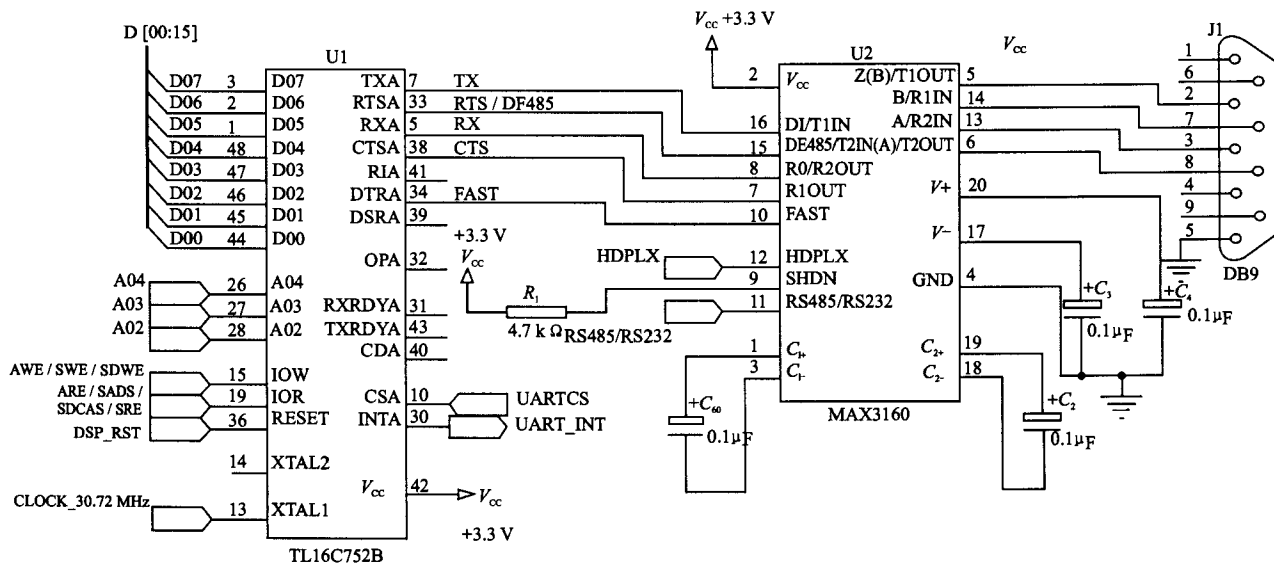 D [00:15]
U1
D07 3 D07 TXA 7 TX
D06 2 D06 RTSA 33 RTS / DF485
D05 1 D05 RXA 5 RX
D04 48 D04 CTSA 38 CTS
D03 47 D03 RIA 41
D02 46 D02 DTRA 34 FAST
D01 45 D01 DSRA 39
D00 44 D00
+3.3 V
Vcc
OPA 32
A04 26 A04
A03 27 A03 RXRDYA 31
A02 28 A02 TXRDYA 43
CDA 40
R1
4.7 k Ω
RS485/RS232
AWE / SWE / SDWE 15 IOW
ARE / SADS /
SDCAS / SRE 19 IOR CSA 10 UARTCS
DSP_RST 36 RESET INTA 30 UART_INT
14 XTAL2
Vcc 42 Vcc
+3.3 V
CLOCK_30.72 MHz 13 XTAL1
TL16C752B
Vcc +3.3 V
U2
Vcc
J1
2 Vcc Z(B)/T1OUT 5
B/R1IN 14
16 DI/T1IN A/R2IN 13
15 DE485/T2IN(A)/T2OUT 6
8 R0/R2OUT
7 R1OUT V+ 20
10 FAST
V− 17
HDPLX 12 HDPLX
9 SHDN GND 4
11 RS485/RS232
1 C1+ C2+ 19
3 C1- C2- 18
MAX3160
+C60
0.1μF
+C2
0.1μF
+C3
0.1μF
+C4
0.1μF
1
6
2
7
3
8
4
9
5
DB9